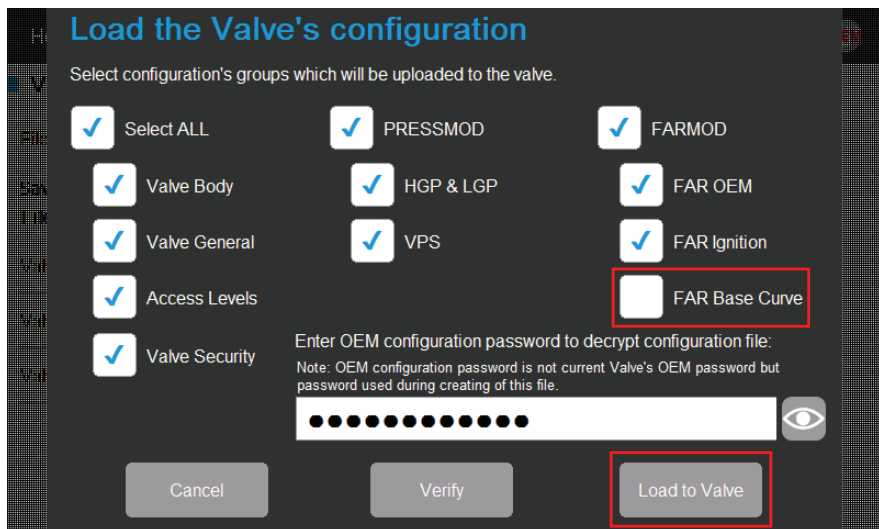 Load the Valve's configuration
Select configuration's groups which will be uploaded to the valve.
Select ALL
PRESSMOD
FARMOD
Valve Body
HGP & LGP
FAR OEM
Valve General
VPS
FAR Ignition
Access Levels
FAR Base Curve
Valve Security
Enter OEM configuration password to decrypt configuration file:
Note: OEM configuration password is not current Valve's OEM password but
password used during creating of this file.
Cancel
Verify
Load to Valve